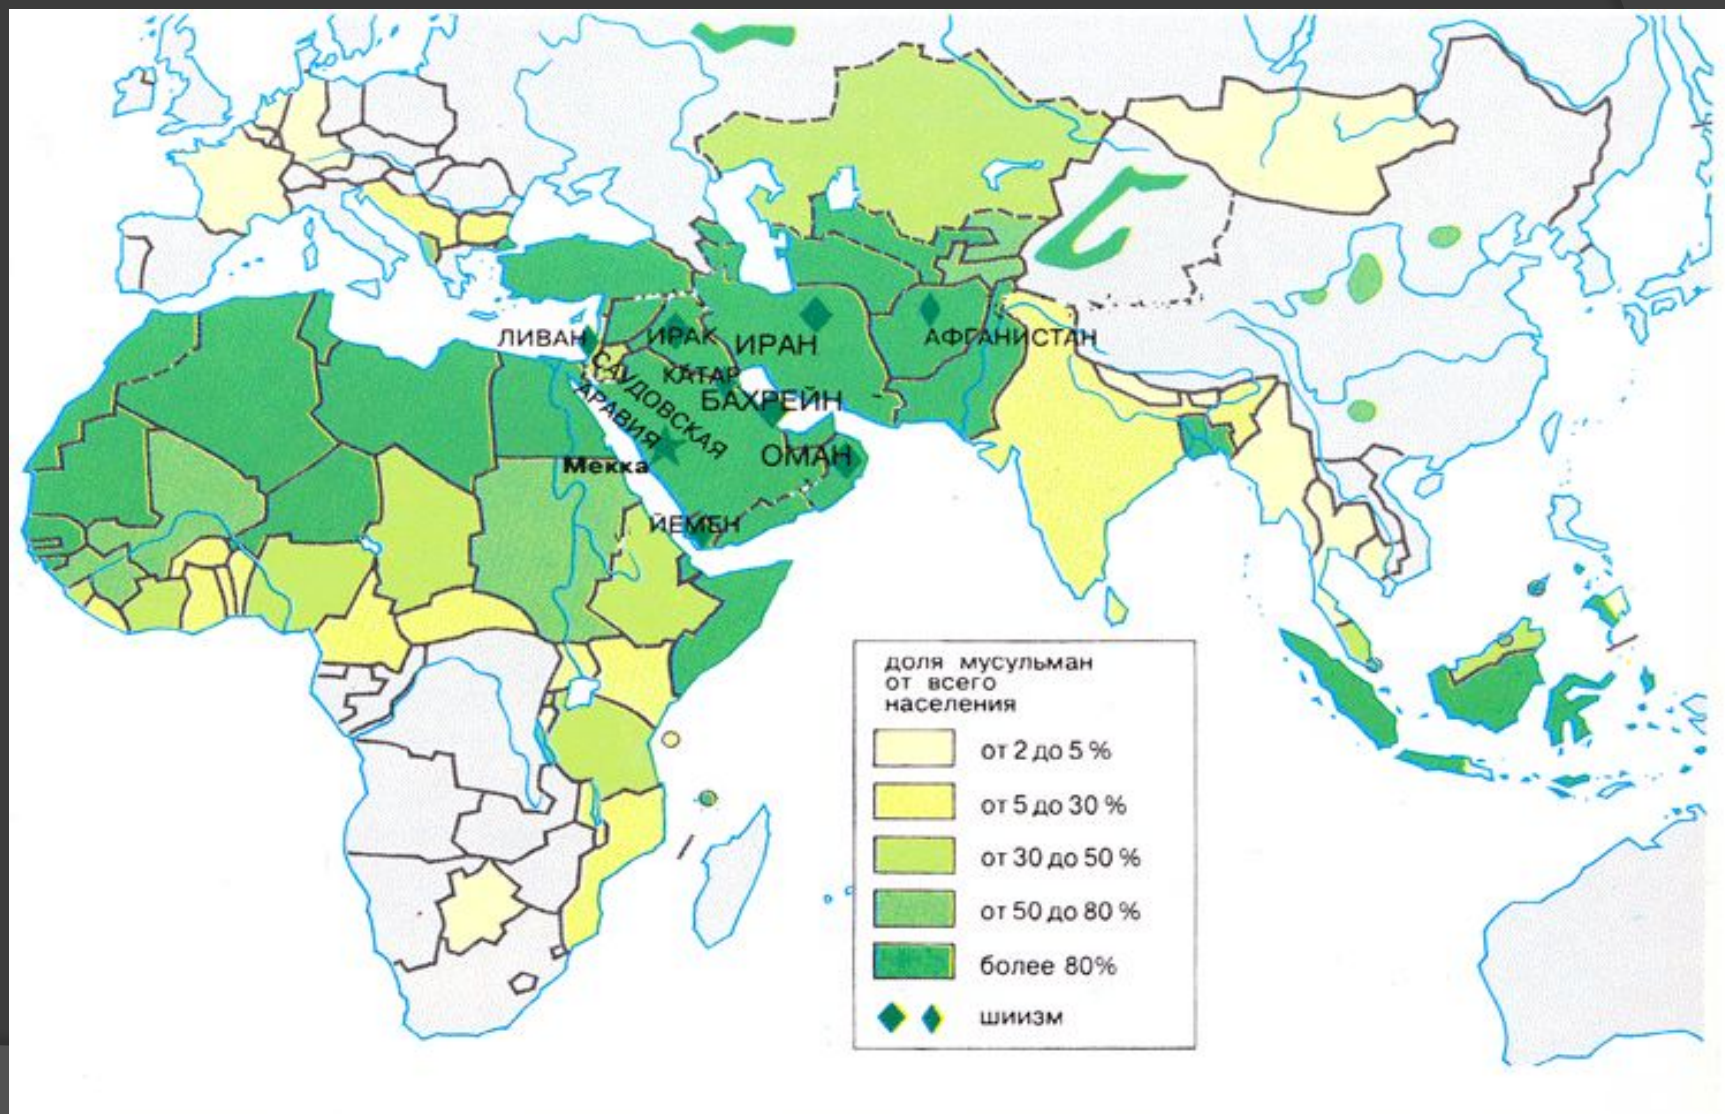 ЛИВАН
ИРАК
ИРАН
АФГАНИСТАН
КАТАР
САУДОВСКАЯ
АРАВИЯ
БАХРЕЙН
Мекка
ОМАН
ЙЕМЕН
доля мусульман
от всего
населения
от 2 до 5 %
от 5 до 30 %
от 30 до 50 %
от 50 до 80 %
более 80%
шиизм